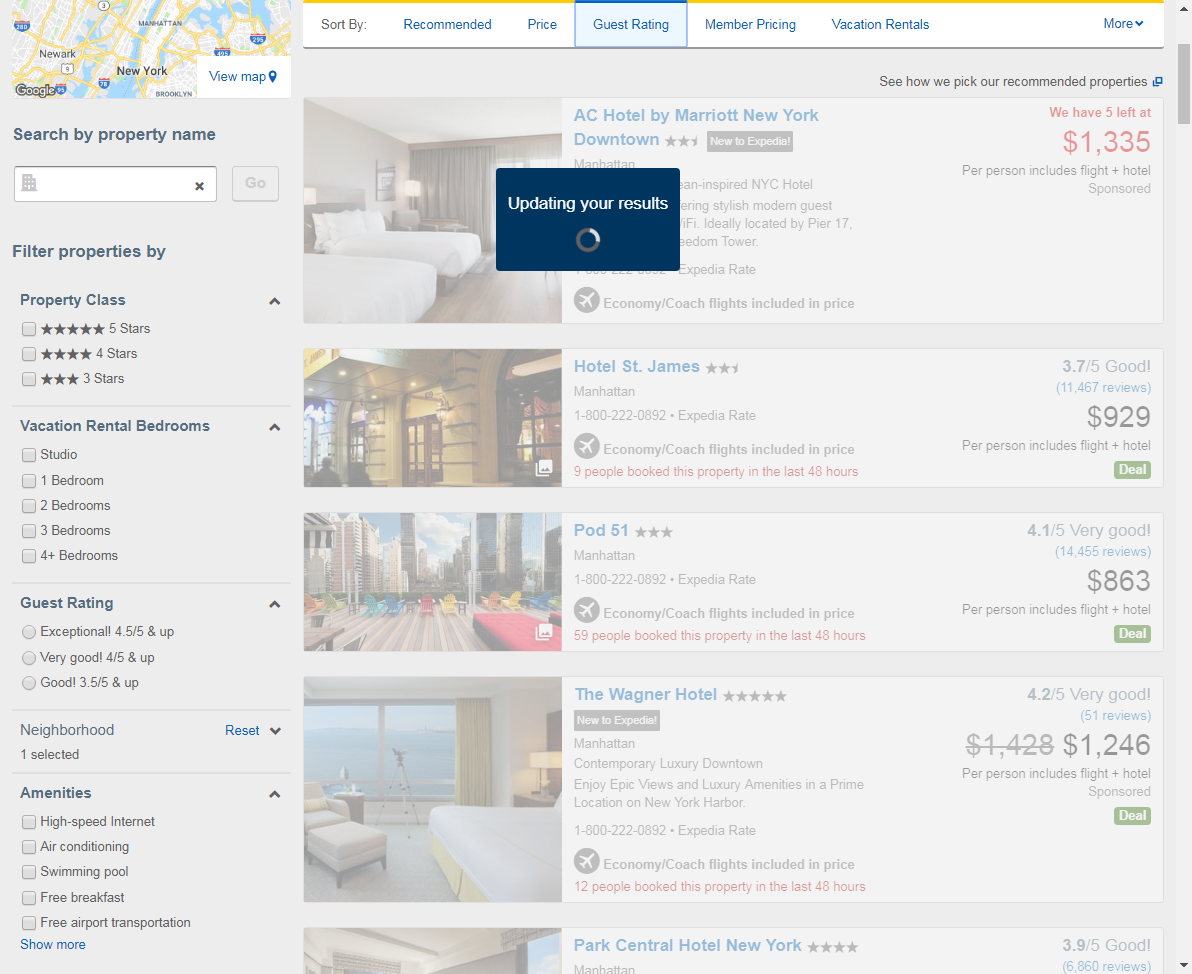 280
3
MANHATTAN
495
295
Newark
9
New York
78
Google
95
BROOKLYN
View map
Search by property name
Go
Filter properties by
Property Class
5 Stars
4 Stars
3 Stars
Vacation Rental Bedrooms
Studio
1 Bedroom
2 Bedrooms
3 Bedrooms
4+ Bedrooms
Guest Rating
Exceptional! 4.5/5 & up
Very good! 4/5 & up
Good! 3.5/5 & up
Neighborhood Reset
1 selected
Amenities
High-speed Internet
Air conditioning
Swimming pool
Free breakfast
Free airport transportation
Show more
Sort By: Recommended Price Guest Rating Member Pricing Vacation Rentals More
See how we pick our recommended properties
AC Hotel by Marriott New York
Downtown New to Expedia!
Manhattan
ean-inspired NYC Hotel
ering stylish modern guest
iFi. Ideally located by Pier 17,
eedom Tower.
1-800-222-0892 • Expedia Rate
Economy/Coach flights included in price
We have 5 left at
$1,335
Per person includes flight + hotel
Sponsored
Updating your results
Hotel St. James
Manhattan
1-800-222-0892 • Expedia Rate
Economy/Coach flights included in price
9 people booked this property in the last 48 hours
3.7/5 Good!
(11,467 reviews)
$929
Per person includes flight + hotel
Deal
Pod 51
Manhattan
1-800-222-0892 • Expedia Rate
Economy/Coach flights included in price
59 people booked this property in the last 48 hours
4.1/5 Very good!
(14,455 reviews)
$863
Per person includes flight + hotel
Deal
The Wagner Hotel
New to Expedia!
Manhattan
Contemporary Luxury Downtown
Enjoy Epic Views and Luxury Amenities in a Prime
Location on New York Harbor.
1-800-222-0892 • Expedia Rate
Economy/Coach flights included in price
12 people booked this property in the last 48 hours
4.2/5 Very good!
(51 reviews)
$1,428 $1,246
Per person includes flight + hotel
Sponsored
Deal
Park Central Hotel New York
Manhattan
3.9/5 Good!
(6,860 reviews)